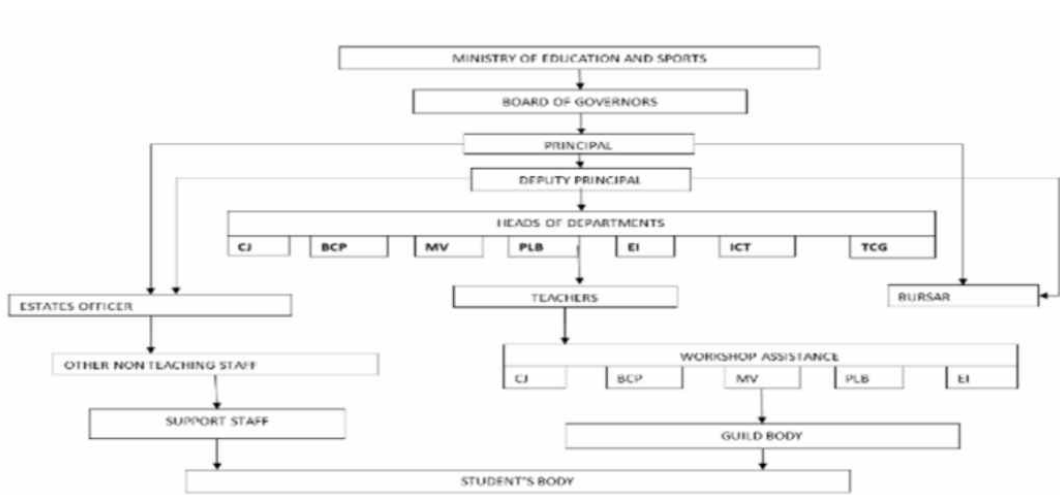 MINISTRY OF EDUCATION AND SPORTS
BOARD OF GOVERNORS
PRINCIPAL
DEPUTY PRINCIPAL
HEADS OF DEPARTMENTS
CJ BCP MV PLB EI ICT TCG
ESTATES OFFICER
TEACHERS
BURSAR
OTHER NON TEACHING STAFF
WORKSHOP ASSISTANCE
CJ BCP MV PLB EI
SUPPORT STAFF
GUILD BODY
STUDENT'S BODY